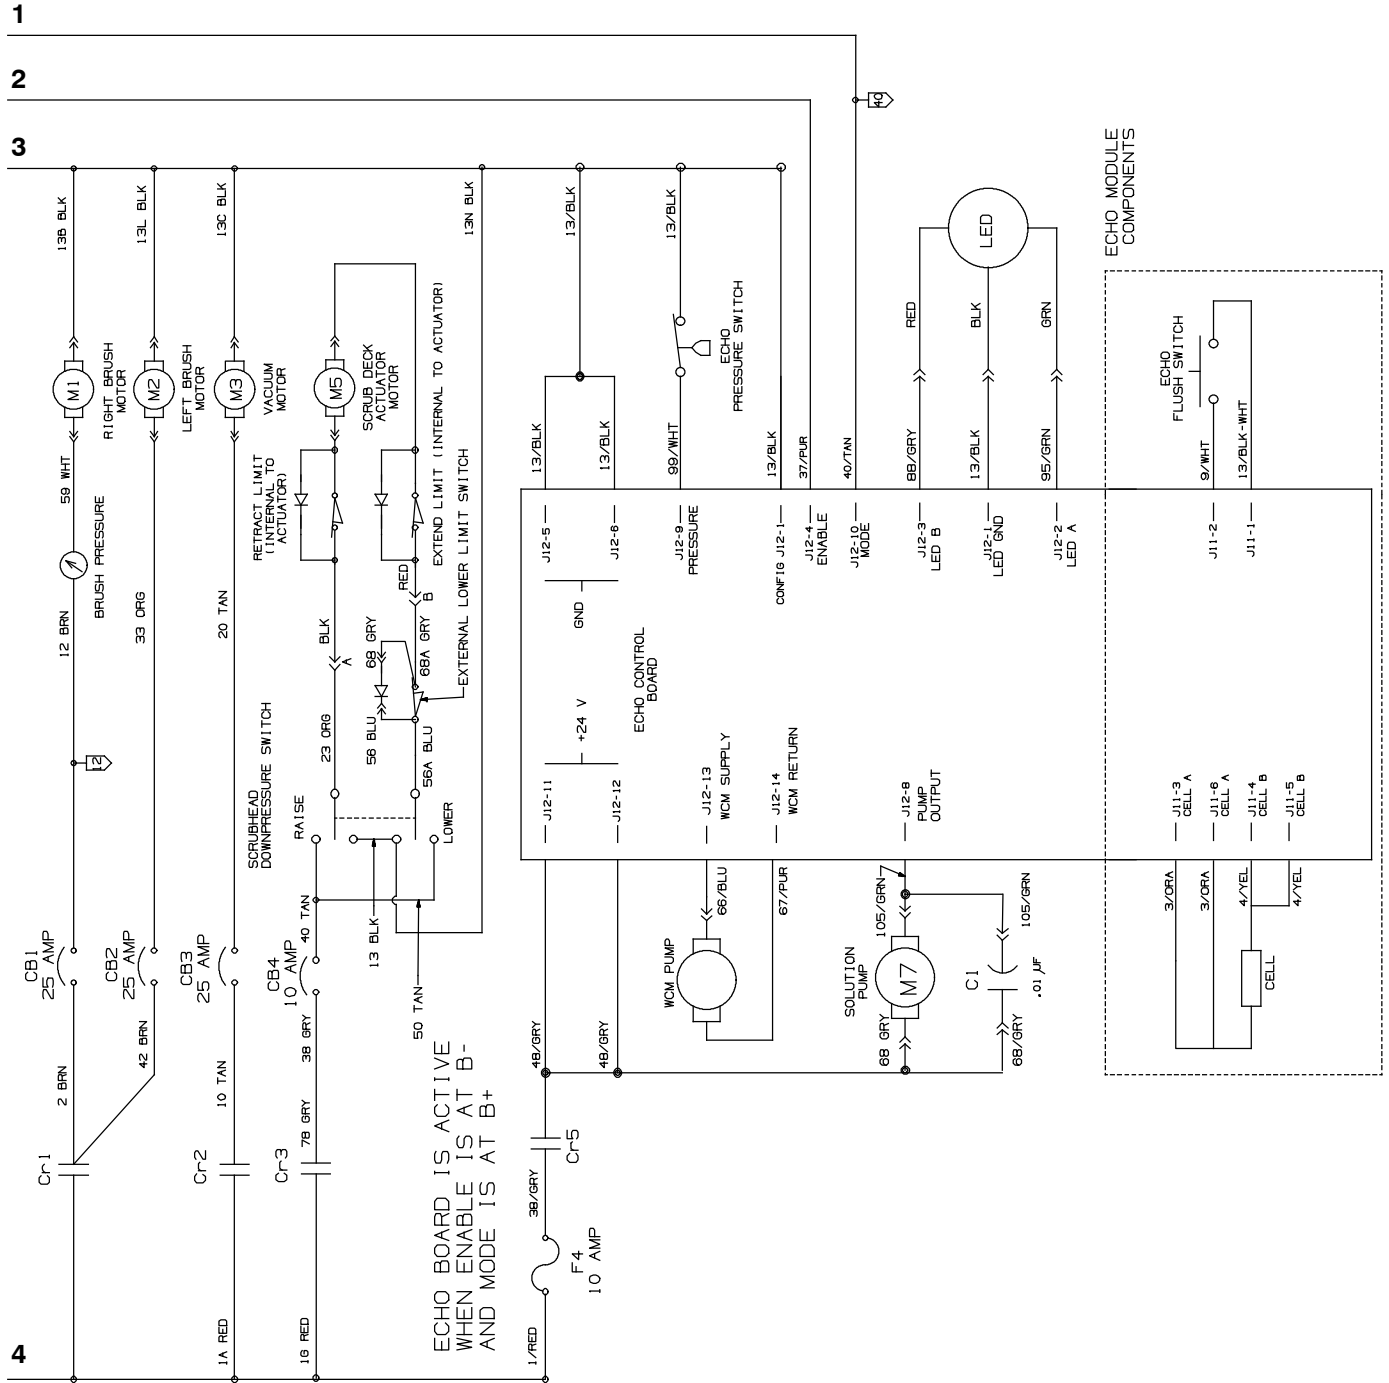 1
2
3
4
40
13B BLK
13L BLK
13C BLK
13N BLK
13/BLK
13/BLK
M1
RIGHT BRUSH
MOTOR
M2
LEFT BRUSH
MOTOR
M3
VACUUM
MOTOR
M5
SCRUB DECK
ACTUATOR
MOTOR
59 WHT
BRUSH PRESSURE
12 BRN
33 ORG
20 TAN
12
RETRACT LIMIT
(INTERNAL TO
ACTUATOR)
EXTEND LIMIT (INTERNAL TO ACTUATOR)
EXTERNAL LOWER LIMIT SWITCH
BLK
A
RED
B
68 GRY
68A GRY
23 ORG
56 BLU
56A BLU
SCRUBHEAD
DOWNPRESSURE SWITCH
RAISE
LOWER
13 BLK
50 TAN
40 TAN
CB1
25 AMP
CB2
25 AMP
CB3
25 AMP
CB4
10 AMP
2 BRN
42 BRN
10 TAN
38 GRY
78 GRY
Cr1
Cr2
Cr3
1A RED
1G RED
ECHO BOARD IS ACTIVE
WHEN ENABLE IS AT B-
AND MODE IS AT B+
13/BLK
13/BLK
99/WHT
ECHO
PRESSURE SWITCH
13/BLK
37/PUR
40/TAN
88/GRY
13/BLK
95/GRN
RED
BLK
GRN
LED
ECHO MODULE
COMPONENTS
ECHO
FLUSH SWITCH
9/WHT
13/BLK-WHT
J12-5
J12-6
GND
J12-9
PRESSURE
CONFIG J12-1
J12-4
ENABLE
J12-10
MODE
J12-3
LED B
J12-1
LED GND
J12-2
LED A
J11-2
J11-1
ECHO CONTROL
BOARD
+24 V
J12-11
J12-12
J12-13
WCM SUPPLY
J12-14
WCM RETURN
J12-8
PUMP
OUTPUT
J11-3
CELL A
J11-6
CELL A
J11-4
CELL B
J11-5
CELL B
48/GRY
48/GRY
66/BLU
67/PUR
WCM PUMP
105/GRN
105/GRN
SOLUTION
PUMP
M7
C1
.01 µF
68 GRY
68/GRY
3/ORA
3/ORA
4/YEL
4/YEL
CELL
Cr5
38/GRY
F4
10 AMP
1/RED